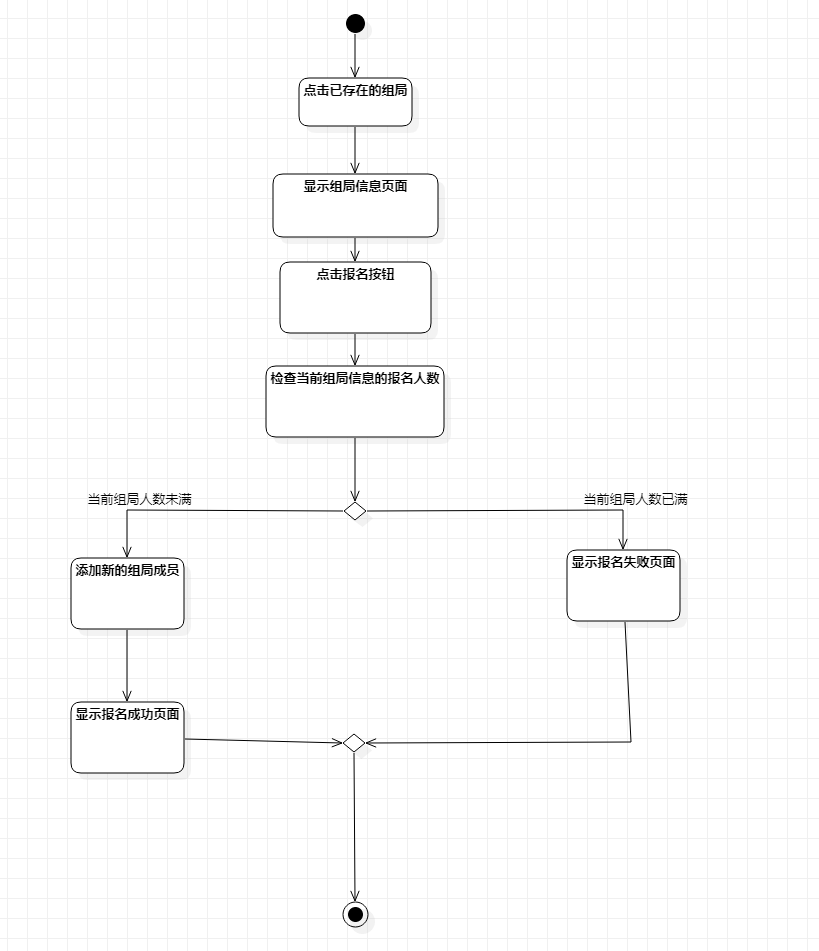 点击已存在的组局
显示组局信息页面
点击报名按钮
检查当前组局信息的报名人数
当前组局人数未满
当前组局人数已满
添加新的组局成员
显示报名失败页面
显示报名成功页面